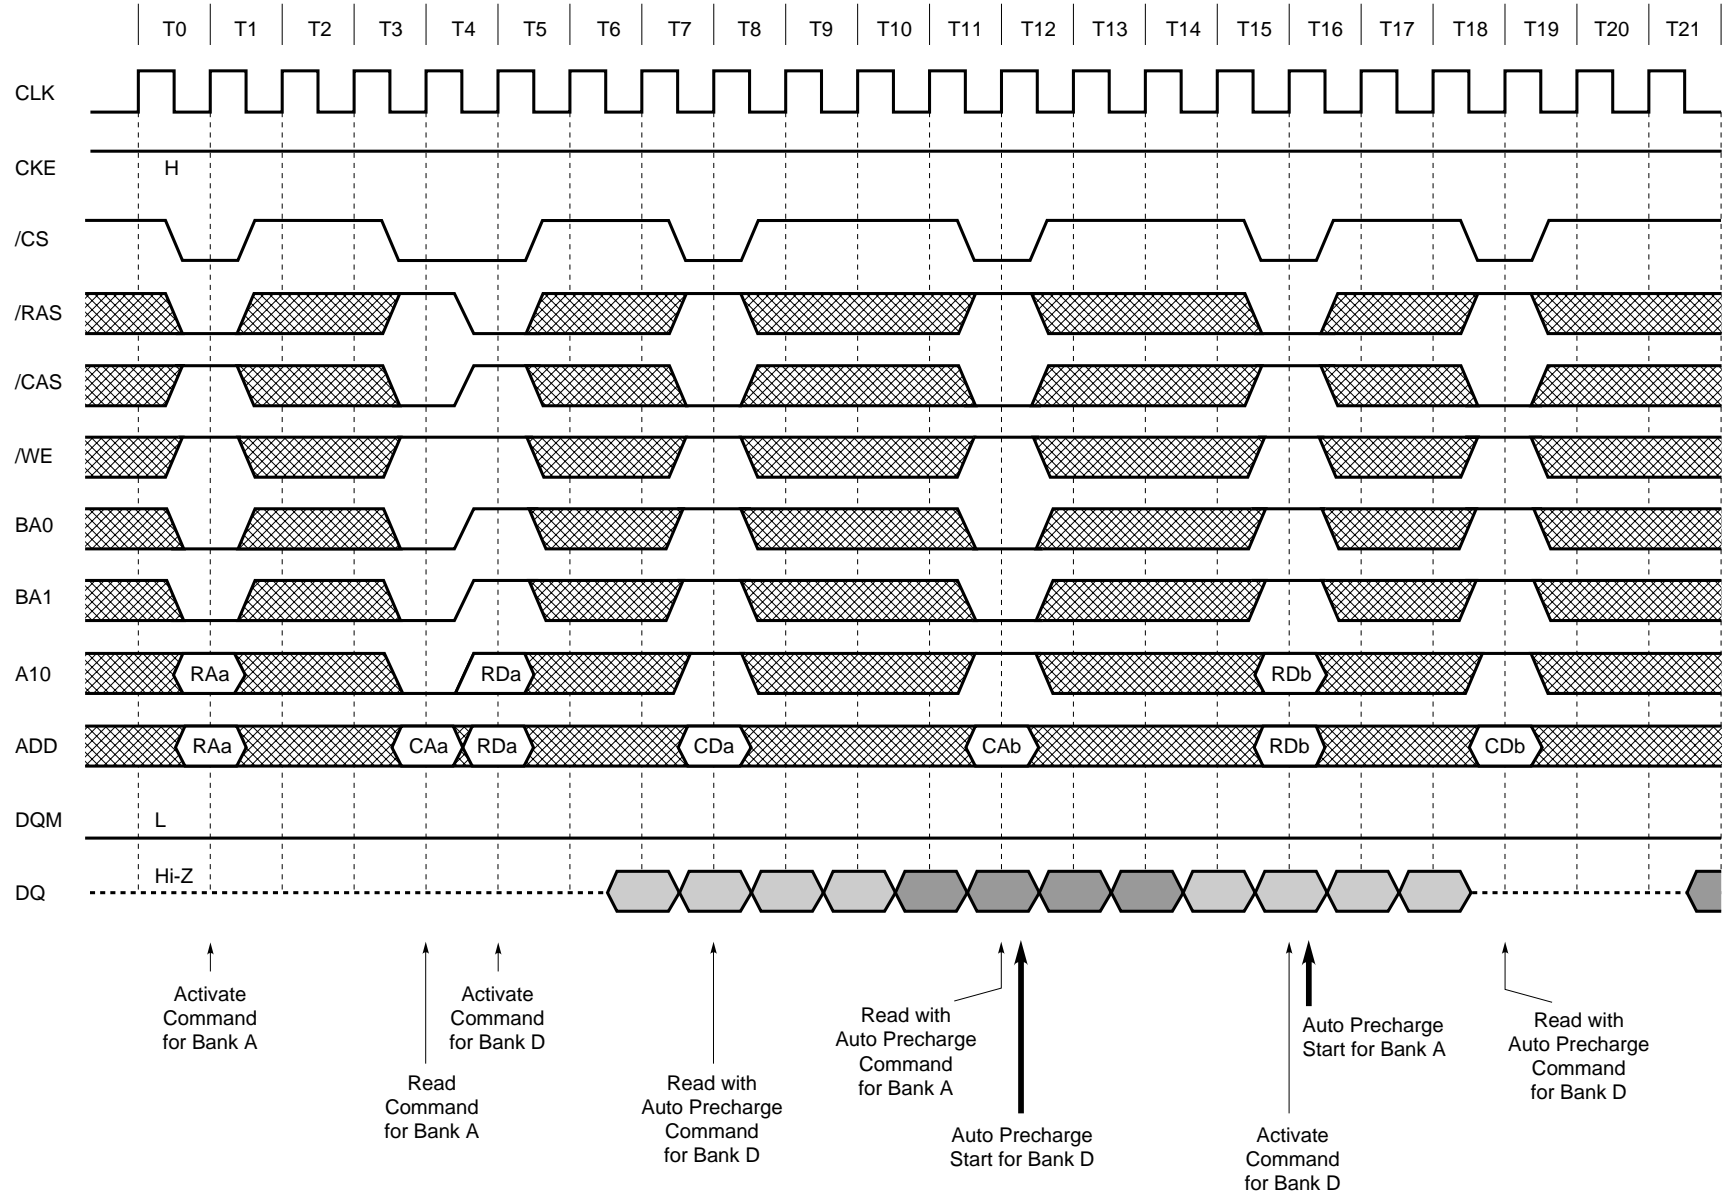 T0 T1 T2 T3 T4 T5 T6 T7 T8 T9 T10 T11 T12 T13 T14 T15 T16 T17 T18 T19 T20 T21
CLK
CKE H
/CS
/RAS
/CAS
/WE
BA0
BA1
A10 RAa RDa RDb
ADD RAa CAa RDa CDa CAb RDb CDb
DQM L
DQ Hi-Z
Activate
Command
for Bank A
Read
Command
for Bank A
Activate
Command
for Bank D
Read with
Auto Precharge
Command
for Bank D
Read with
Auto Precharge
Command
for Bank A
Auto Precharge
Start for Bank D
Activate
Command
for Bank D
Auto Precharge
Start for Bank A
Read with
Auto Precharge
Command
for Bank D